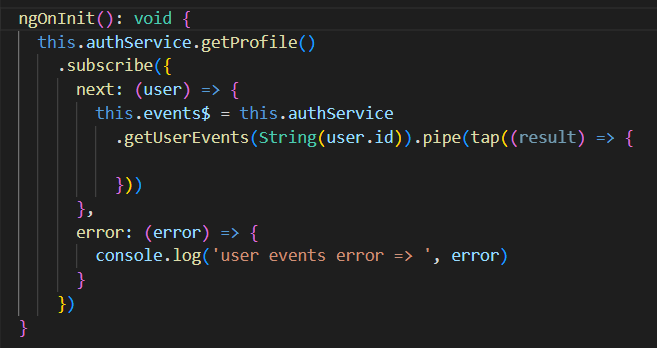 ngOnInit(): void {
  this.authService.getProfile()
    .subscribe({
      next: (user) => {
        this.events$ = this.authService
          .getUserEvents(String(user.id)).pipe(tap((result) => {

          }))
      },
      error: (error) => {
        console.log('user events error => ', error)
      }
    })
}